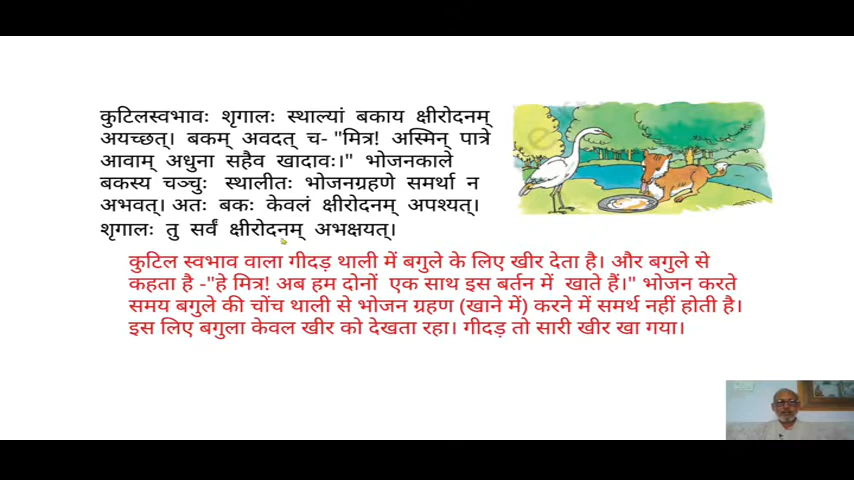 कुटिलस्वभावः शृगालः स्थाल्यां बकाय क्षीरोदनम्
अयच्छत्। बकम् अवदत् च- "मित्र! अस्मिन् पात्रे
आवाम् अधुना सहैव खादावः।" भोजनकाले
बकस्य चञ्चुः स्थालीतः भोजनग्रहणे समर्था न
अभवत्। अतः बकः केवलं क्षीरोदनम् अपश्यत्।
शृगालः तु सर्वं क्षीरोदनम् अभक्षयत्।
कुटिल स्वभाव वाला गीदड़ थाली में बगुले के लिए खीर देता है। और बगुले से
कहता है -"हे मित्र! अब हम दोनों एक साथ इस बर्तन में खाते हैं।" भोजन करते
समय बगुले की चोंच थाली से भोजन ग्रहण (खाने में) करने में समर्थ नहीं होती है।
इस लिए बगुला केवल खीर को देखता रहा। गीदड़ तो सारी खीर खा गया।